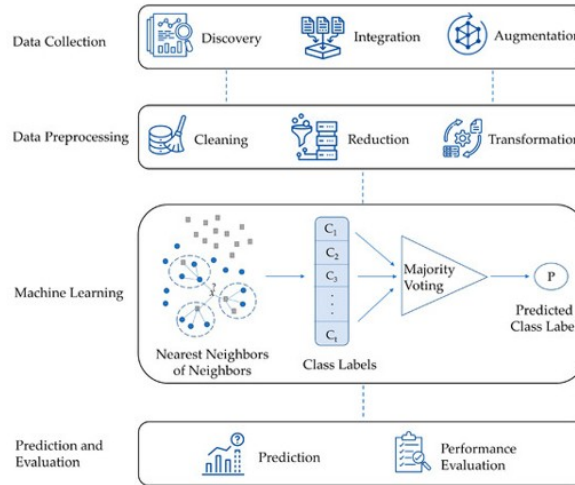 Data Collection
Discovery
Integration
Augmentation
Data Preprocessing
Cleaning
Reduction
Transformation
Machine Learning
?
C1
C2
C3
.
.
.
Ct
Majority
Voting
P
Predicted
Class Label
Nearest Neighbors
of Neighbors
Class Labels
Prediction and
Evaluation
?
Prediction
Performance
Evaluation